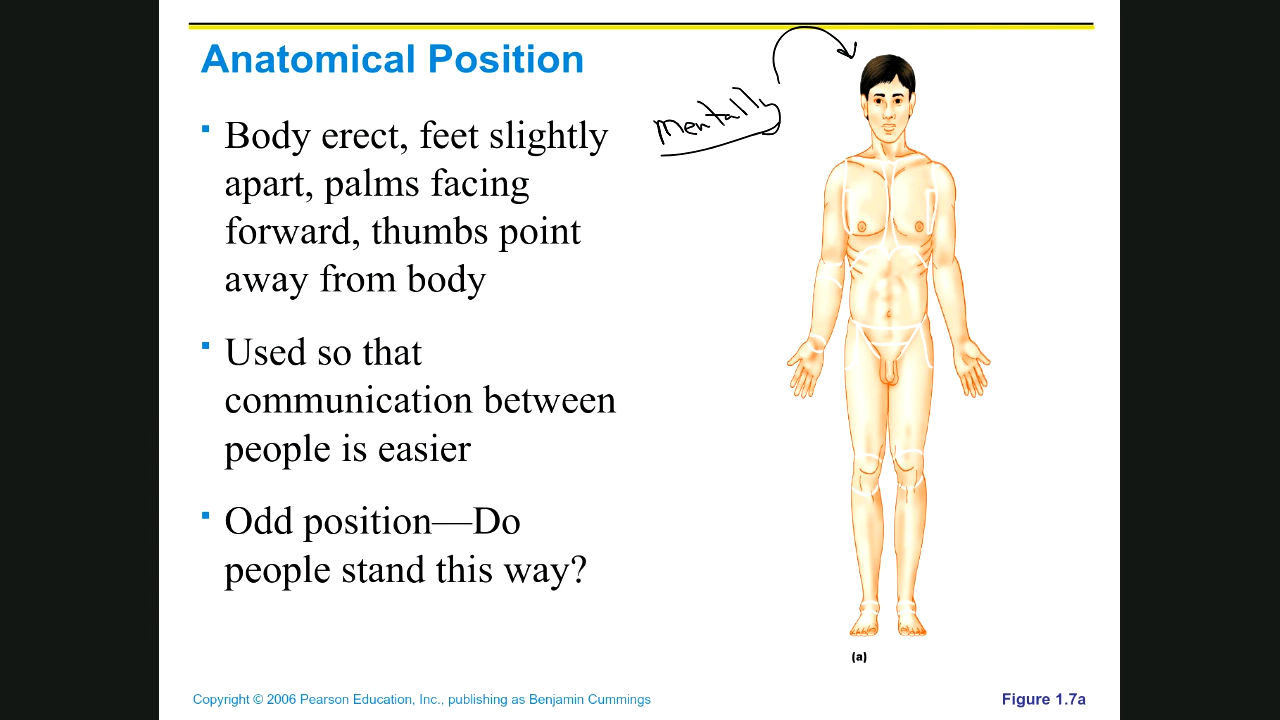 Anatomical Position
mentally
▪ Body erect, feet slightly
apart, palms facing
forward, thumbs point
away from body
▪ Used so that
communication between
people is easier
▪ Odd position—Do
people stand this way?
(a)
Copyright © 2006 Pearson Education, Inc., publishing as Benjamin Cummings
Figure 1.7a